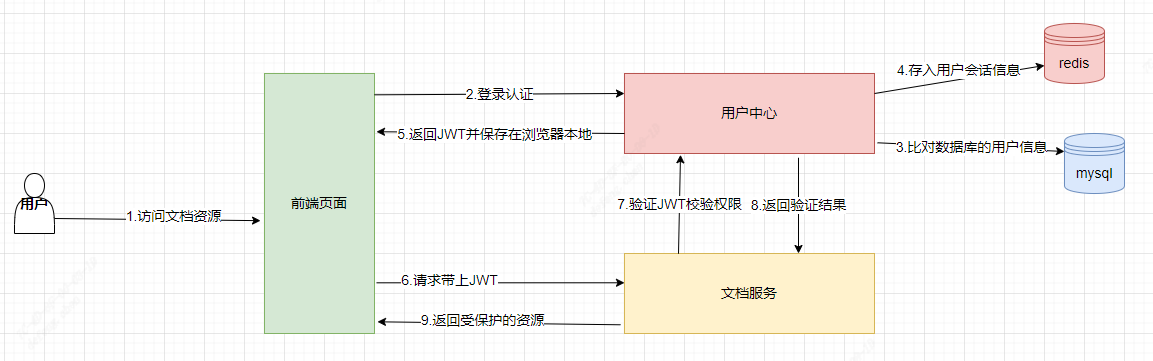 redis
4.存入用户会话信息
2.登录认证
用户中心
5.返回JWT并保存在浏览器本地
3.比对数据库的用户信息
mysql
用户
前端页面
1.访问文档资源
7.验证JWT校验权限
8.返回验证结果
6.请求带上JWT
文档服务
9.返回受保护的资源